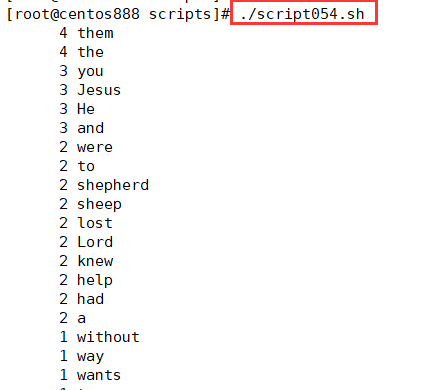 [root@centos888 scripts]# ./script054.sh
4 them
4 the
3 you
3 Jesus
3 He
3 and
2 were
2 to
2 shepherd
2 sheep
2 lost
2 Lord
2 knew
2 help
2 had
2 a
1 without
1 way
1 wants